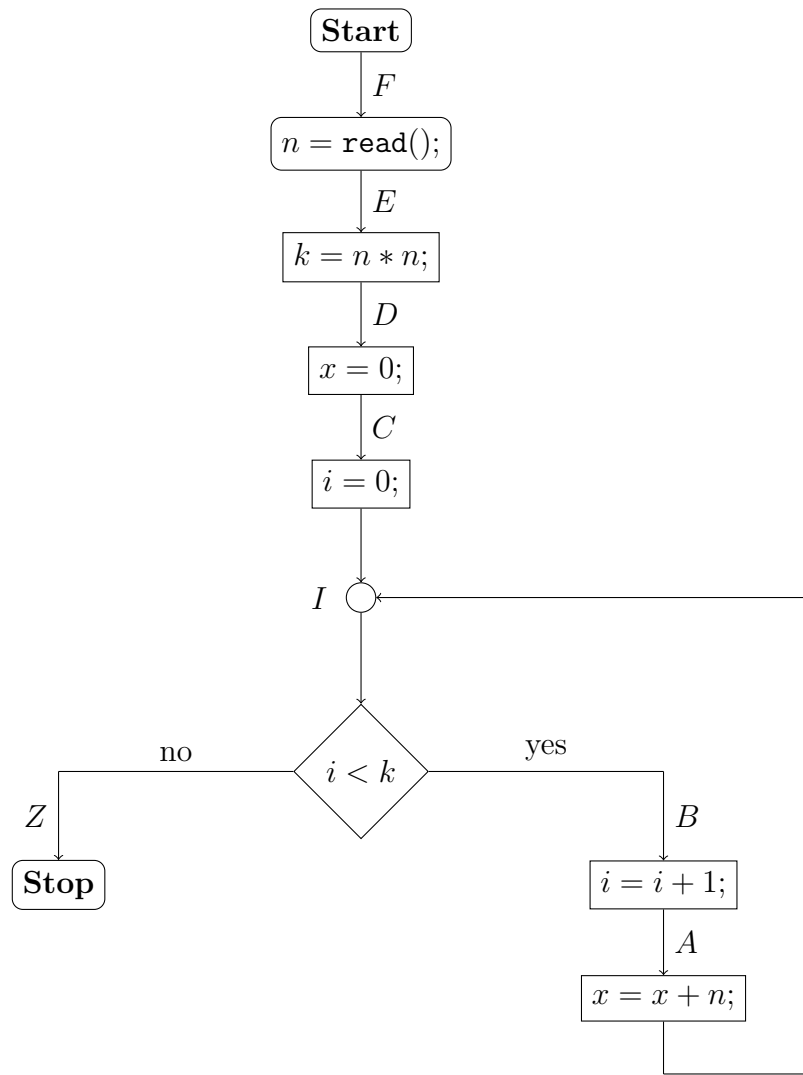 Start
F
n = read();
E
k = n ∗ n;
D
x = 0;
C
i = 0;
I
no
yes
i < k
Z
B
Stop
i = i + 1;
A
x = x + n;